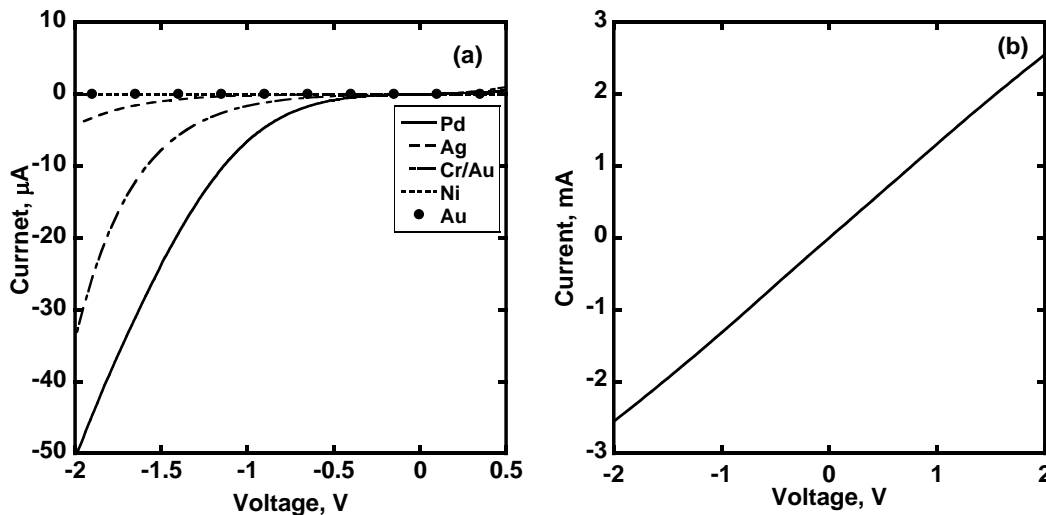 (a)
10
0
-10
-20
-30
-40
-50
Currnet, μA
-2
-1.5
-1
-0.5
0
0.5
Voltage, V
Pd
Ag
Cr/Au
Ni
Au
(b)
3
2
1
0
-1
-2
-3
Current, mA
-2
-1
0
1
2
Voltage, V